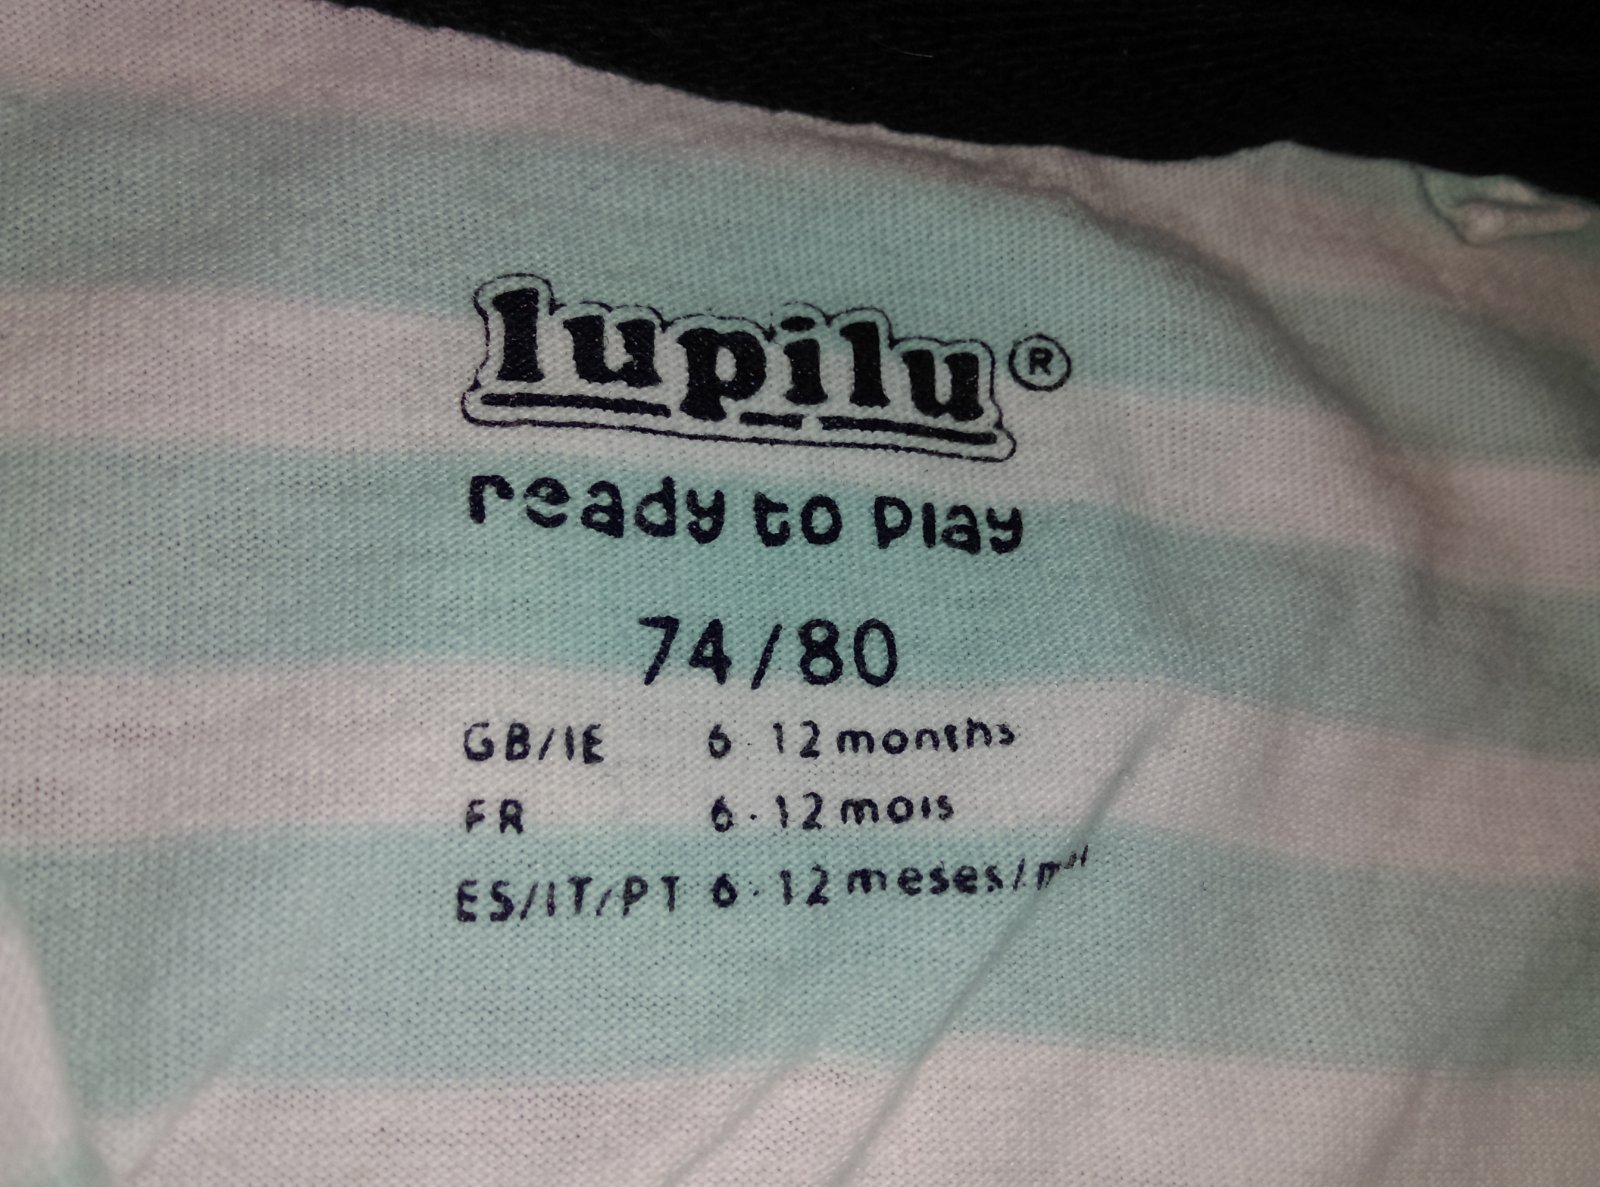 lupilu®
ready to play
74/80
GB/IE 6-12 months
FR 6-12 mois
ES/IT/PT 6-12 meses/